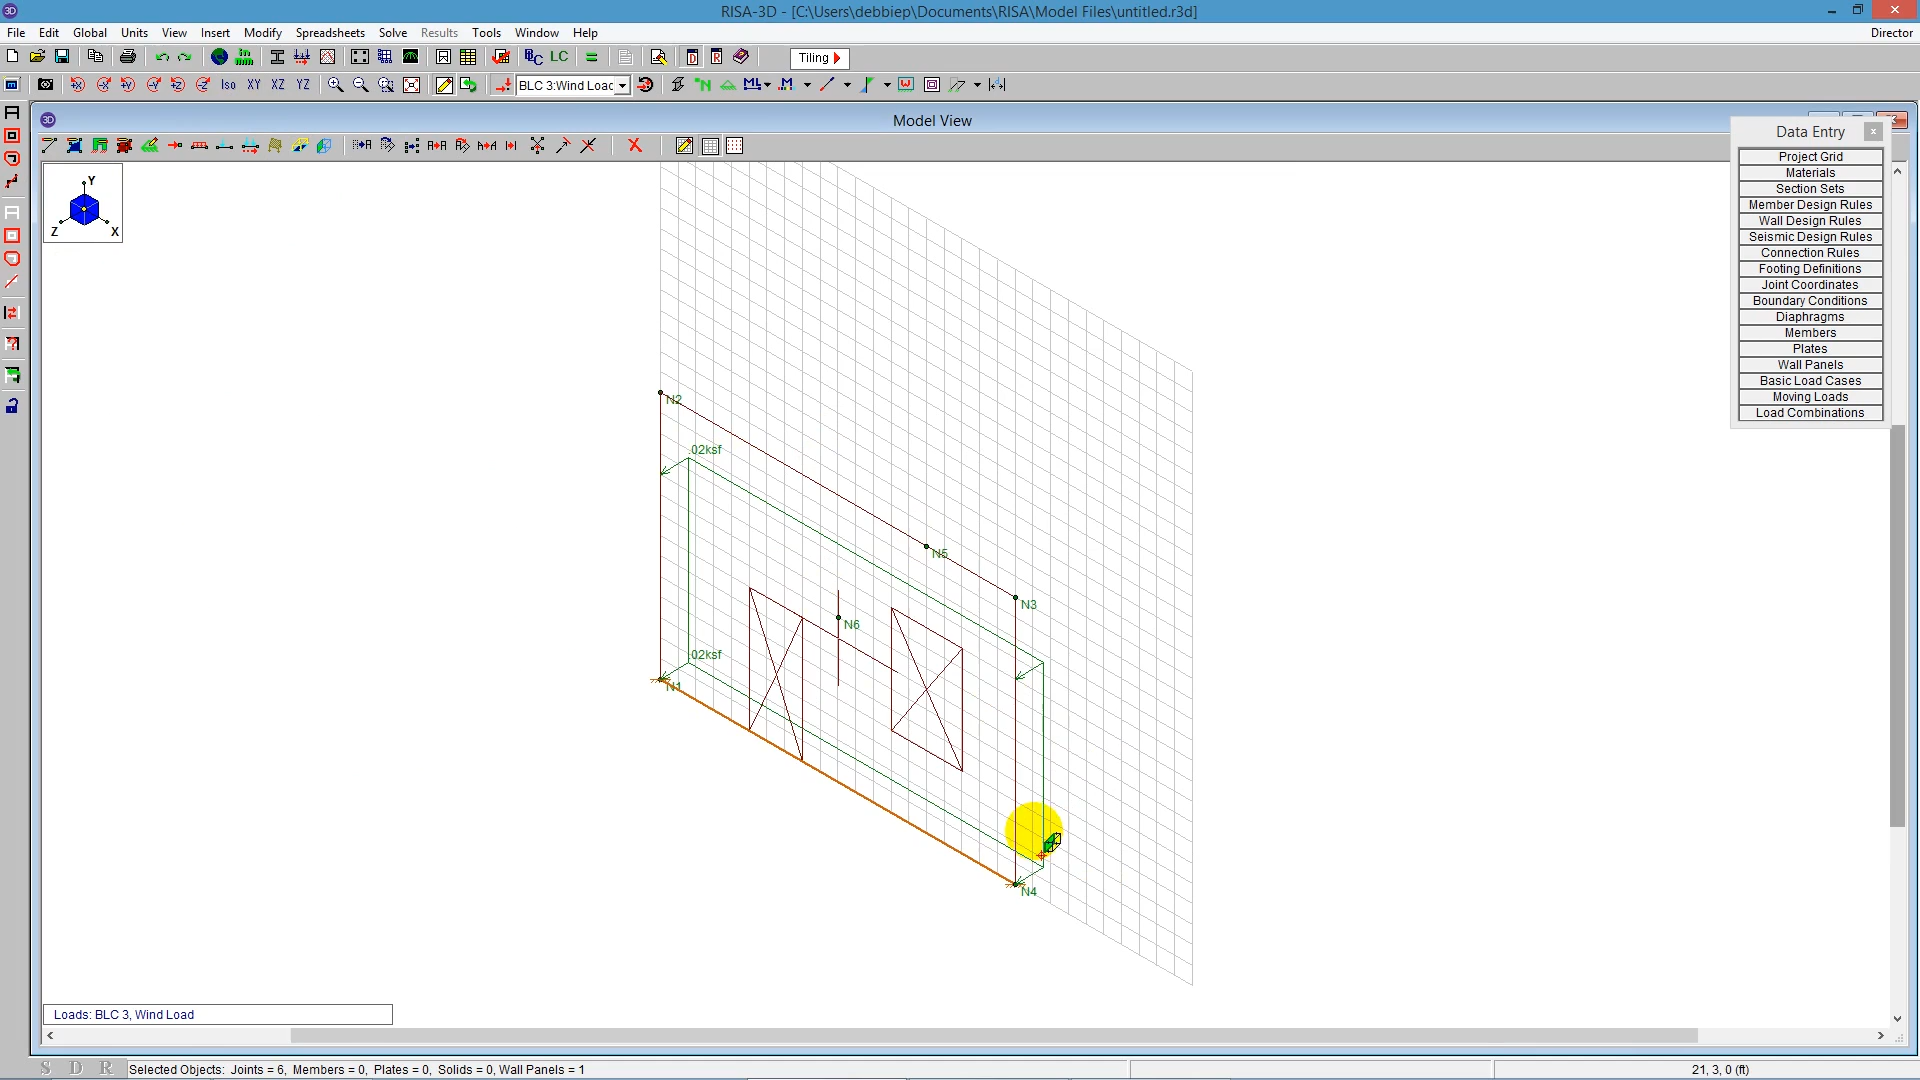 3D RISA-3D - [C:\Users\debbiep\Documents\RISA\Model Files\untitled.r3d]
File Edit Global Units View Insert Modify Spreadsheets Solve Results Tools Window Help Director
LC Tiling
Iso XY XZ YZ BLC 3:Wind Load
3D Model View
Data Entry
Project Grid
Materials
Section Sets
Member Design Rules
Wall Design Rules
Seismic Design Rules
Connection Rules
Footing Definitions
Joint Coordinates
Boundary Conditions
Diaphragms
Members
Plates
Wall Panels
Basic Load Cases
Moving Loads
Load Combinations
Y
Z X
N2
.02ksf
N5
N3
N6
.02ksf
N1
N4
Loads: BLC 3, Wind Load
S D R Selected Objects: Joints = 6, Members = 0, Plates = 0, Solids = 0, Wall Panels = 1 21, 3, 0 (ft)